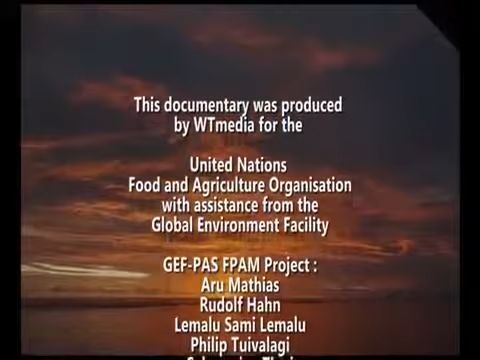 This documentary was produced
by WTmedia for the
United Nations
Food and Agriculture Organisation
with assistance from the
Global Environment Facility
GEF-PAS FPAM Project :
Aru Mathias
Rudolf Hahn
Lemalu Sami Lemalu
Philip Tuivalagi